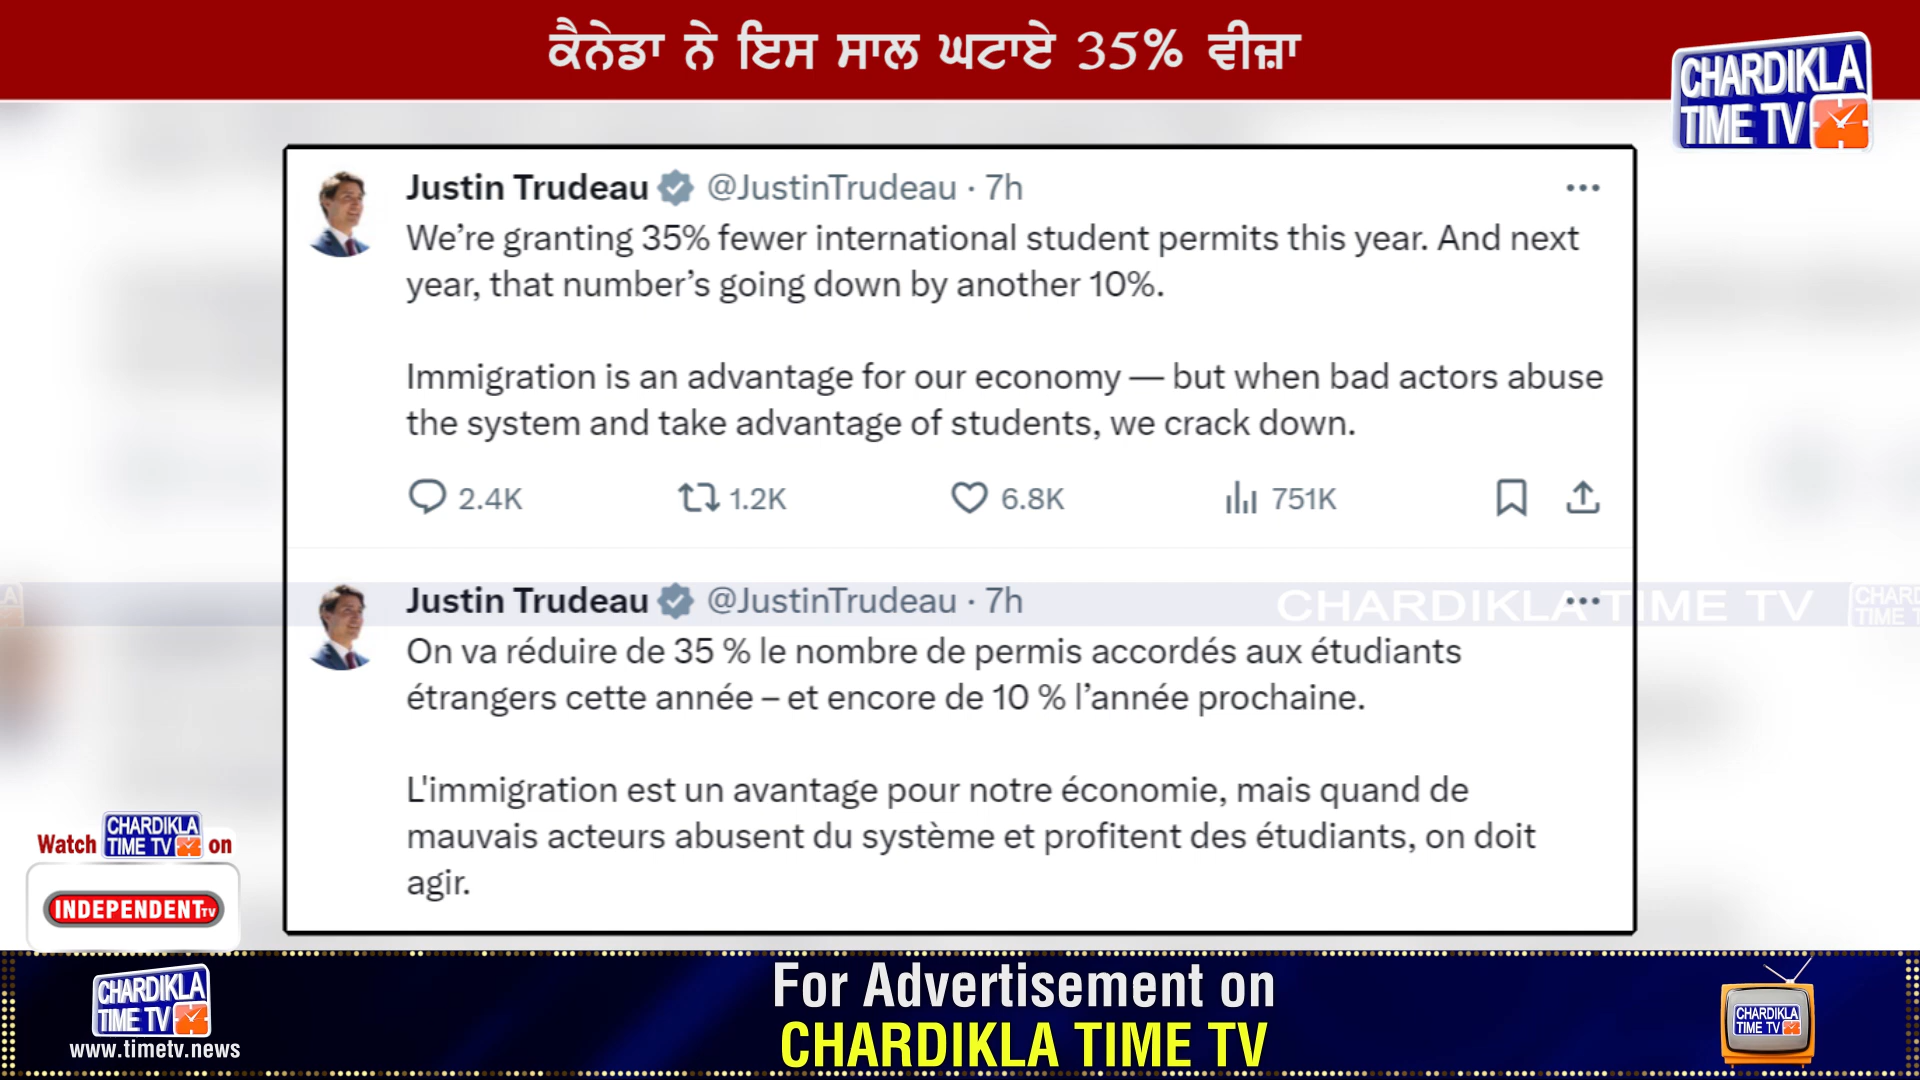 ਕੈਨੇਡਾ ਨੇ ਇਸ ਸਾਲ ਘਟਾਏ 35% ਵੀਜ਼ਾ
CHARDIKLA
TIME TV
Justin Trudeau @JustinTrudeau · 7h
We’re granting 35% fewer international student permits this year. And next
year, that number’s going down by another 10%.
Immigration is an advantage for our economy — but when bad actors abuse
the system and take advantage of students, we crack down.
2.4K 1.2K 6.8K 751K
Justin Trudeau @JustinTrudeau · 7h
CHARDIKLA TIME TV
On va réduire de 35 % le nombre de permis accordés aux étudiants
étrangers cette année – et encore de 10 % l’année prochaine.
L'immigration est un avantage pour notre économie, mais quand de
mauvais acteurs abusent du système et profitent des étudiants, on doit
agir.
Watch CHARDIKLA TIME TV on
INDEPENDENT TV
CHARDIKLA
TIME TV
www.timetv.news
For Advertisement on
CHARDIKLA TIME TV
CHARDIKLA
TIME TV